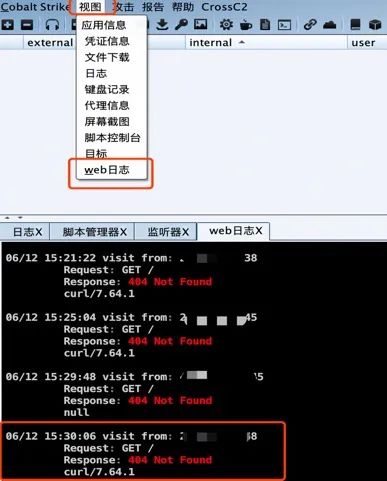 Cobalt Strike 视图 攻击 报告 帮助 CrossC2
external internal user
应用信息
凭证信息
文件下载
日志
键盘记录
代理信息
屏幕截图
脚本控制台
目标
web日志
日志X 脚本管理器X 监听器X web日志X
06/12 15:21:22 visit from: 38
Request: GET /
Response: 404 Not Found
curl/7.64.1
06/12 15:25:04 visit from: 2 45
Request: GET /
Response: 404 Not Found
curl/7.64.1
06/12 15:29:48 visit from: 5
Request: GET /
Response: 404 Not Found
null
06/12 15:30:06 visit from: 2 58
Request: GET /
Response: 404 Not Found
curl/7.64.1